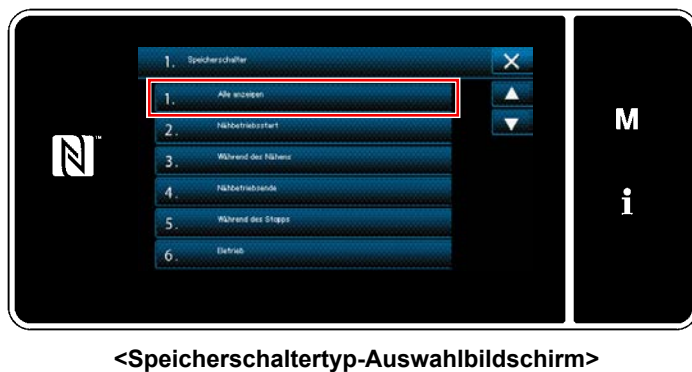 1. Speicherschalter
1. Alle anzeigen
2. Nähbetriebsstart
3. Während des Nähens
4. Nähbetriebsende
5. Während des Stopps
6. Betrieb
M
i
<Speicherschaltertyp-Auswahlbildschirm>